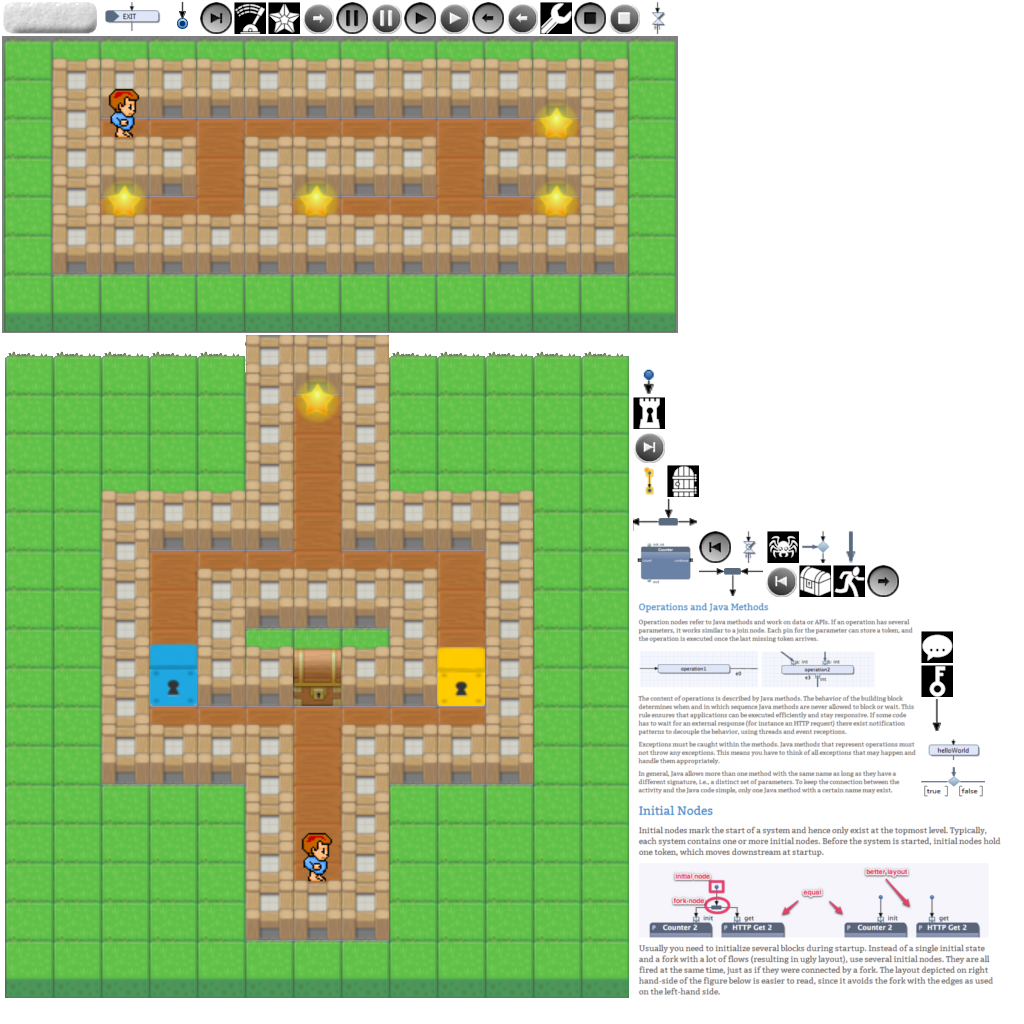 EXIT
init init
Counter
Operations and Java Methods
Operation nodes refer to Java methods and work on data or APIs. If an operation has several
parameters, it works similar to a join node. Each pin for the parameter can store a token, and
the operation is executed once the last missing token arrives.
a: int b: int
operation1
operation2
e0
e3 int
The content of operations is described by Java methods. The behavior of the building block
determines when and in which sequence Java methods are never allowed to block or wait. This
rule ensures that applications can be executed efficiently and stay responsive. If some code
has to wait for an external response (for instance an HTTP request) there exist notification
patterns to decouple the behavior, using threads and event receptions.
Exceptions must be caught within the methods. Java methods that represent operations must
not throw any exceptions. This means you have to think of all exceptions that may happen and
handle them appropriately.
In general, Java allows more than one method with the same name as long as they have a
different signature, i.e., a distinct set of parameters. To keep the connection between the
activity and the Java code simple, only one Java method with a certain name may exist.
helloWorld
[true ] [false]
Initial Nodes
Initial nodes mark the start of a system and hence only exist at the topmost level. Typically,
each system contains one or more initial nodes. Before the system is started, initial nodes hold
one token, which moves downstream at startup.
initial node
better layout
equal
fork node
init get init get
P Counter 2 P HTTP Get 2 P Counter 2 P HTTP Get 2
Usually you need to initialize several blocks during startup. Instead of a single initial state
and a fork with a lot of flows (resulting in ugly layout), use several initial nodes. They are all
fired at the same time, just as if they were connected by a fork. The layout depicted on right
hand-side of the figure below is easier to read, since it avoids the fork with the edges as used
on the left-hand side.